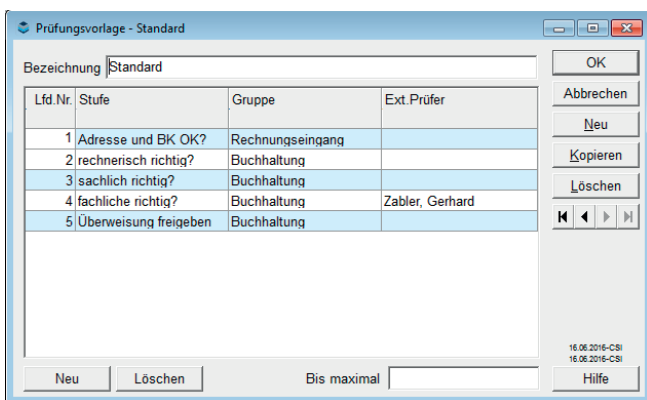 Prüfungsvorlage - Standard
Bezeichnung Standard
OK
Abbrechen
Neu
Kopieren
Löschen
Lfd.Nr. Stufe Gruppe Ext.Prüfer
1 Adresse und BK OK? Rechnungseingang
2 rechnerisch richtig? Buchhaltung
3 sachlich richtig? Buchhaltung
4 fachliche richtig? Buchhaltung Zabler, Gerhard
5 Überweisung freigeben Buchhaltung
16.06.2016-CSI
16.06.2016-CSI
Neu Löschen Bis maximal Hilfe